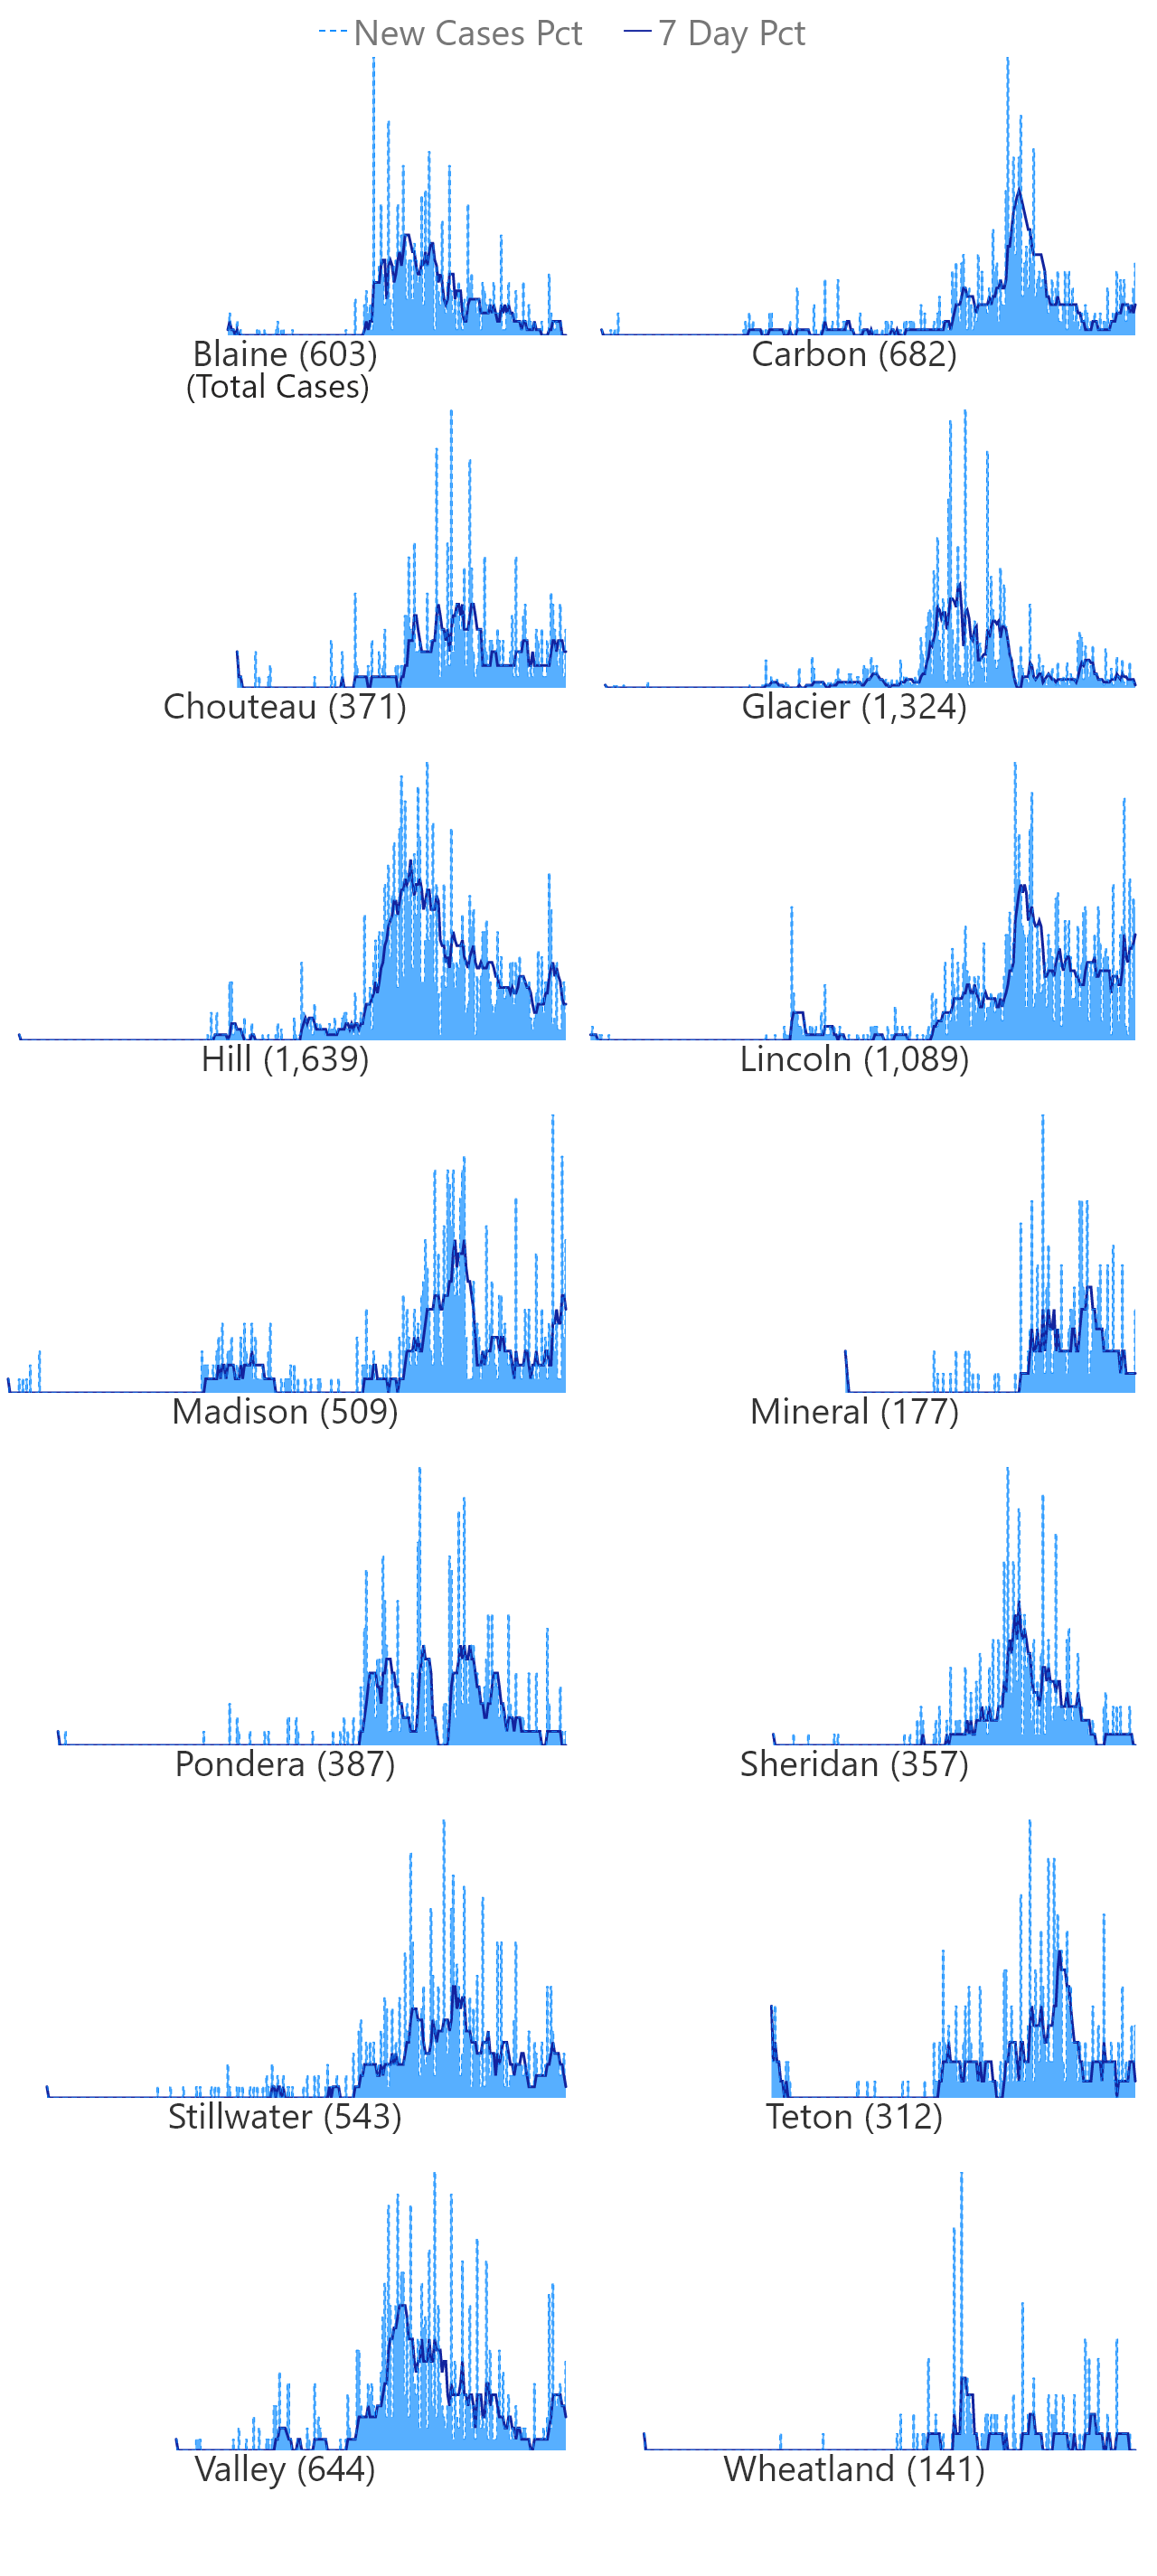 New Cases Pct 7 Day Pct
Blaine (603) Carbon (682)
(Total Cases)
Chouteau (371) Glacier (1,324)
Hill (1,639) Lincoln (1,089)
Madison (509) Mineral (177)
Pondera (387) Sheridan (357)
Stillwater (543) Teton (312)
Valley (644) Wheatland (141)